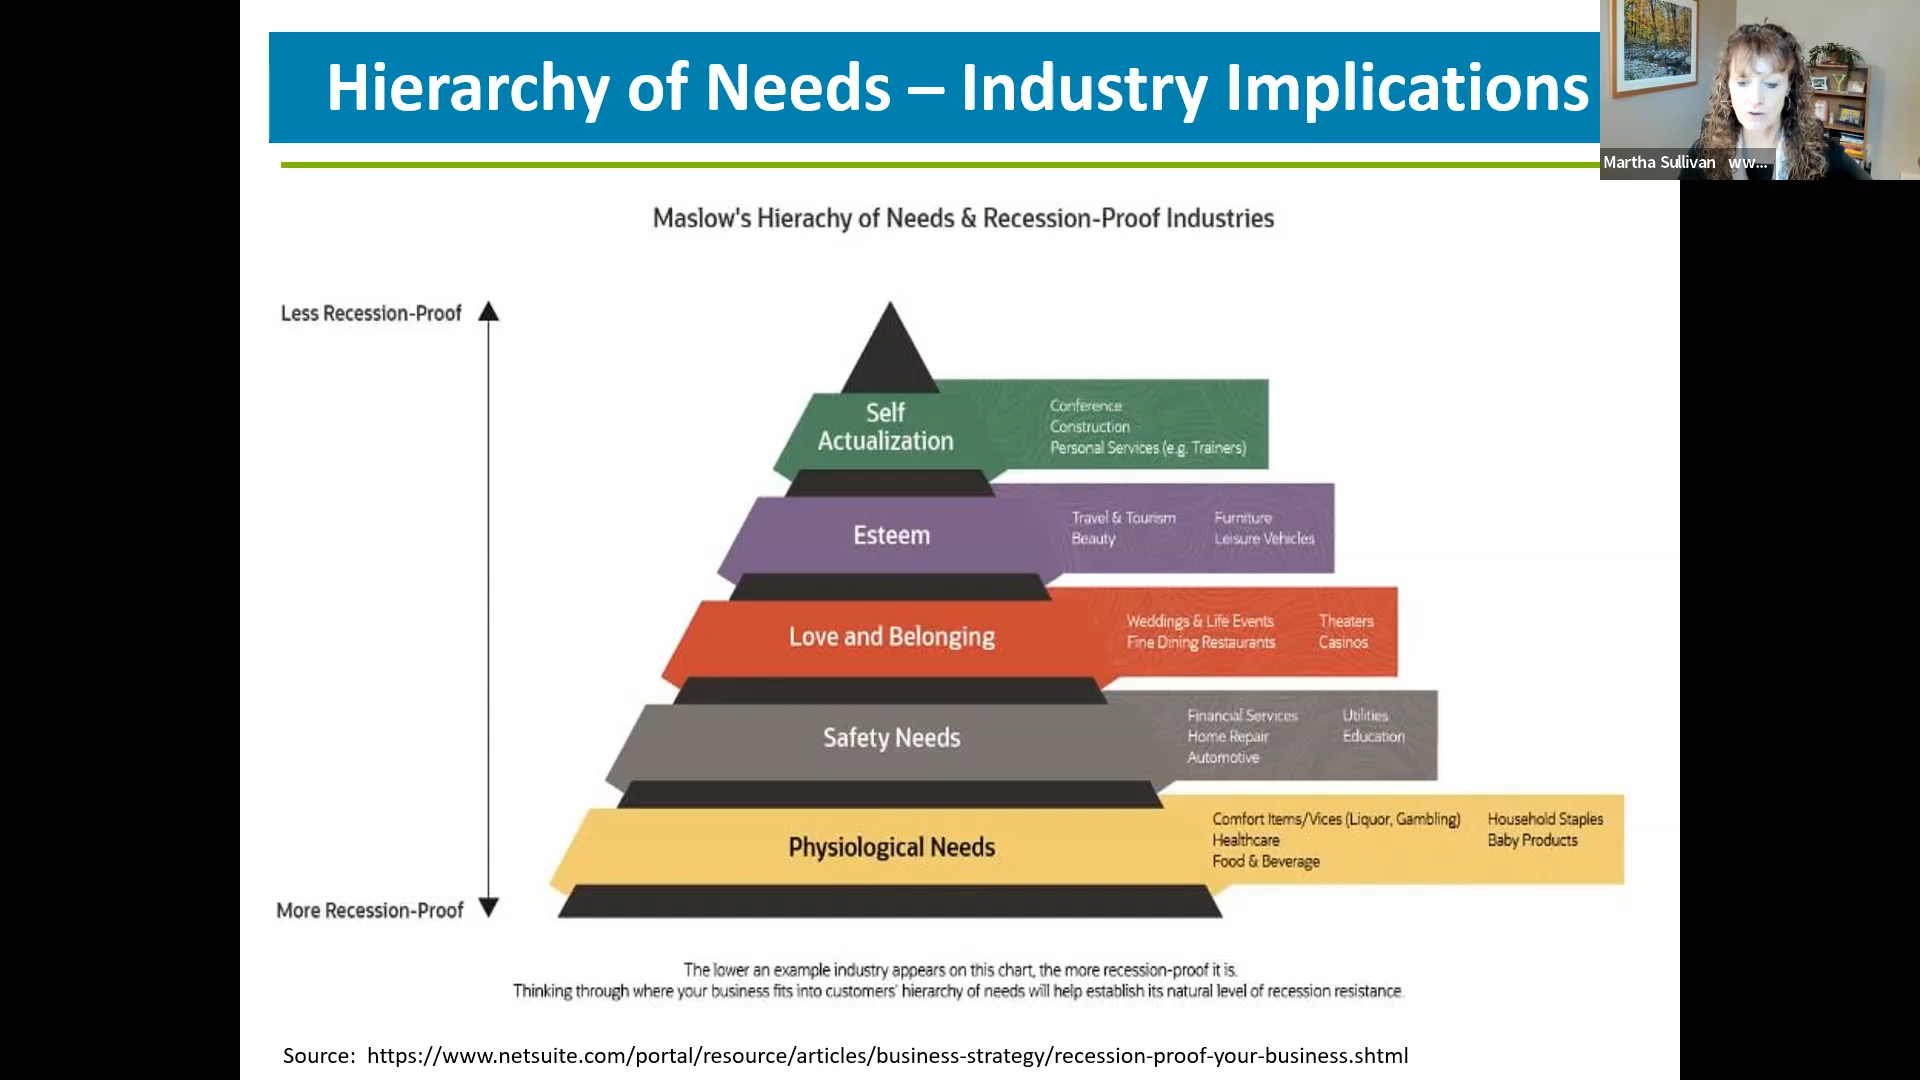 Hierarchy of Needs – Industry Implications
Martha Sullivan ww...
Maslow's Hierachy of Needs & Recession-Proof Industries
Less Recession-Proof
Self
Actualization
Conference
Construction
Personal Services (e.g. Trainers)
Esteem
Travel & Tourism Furniture
Beauty Leisure Vehicles
Love and Belonging
Weddings & Life Events Theaters
Fine Dining Restaurants Casinos
Safety Needs
Financial Services Utilities
Home Repair Education
Automotive
Physiological Needs
Comfort Items/Vices (Liquor, Gambling) Household Staples
Healthcare Baby Products
Food & Beverage
More Recession-Proof
The lower an example industry appears on this chart, the more recession-proof it is.
Thinking through where your business fits into customers' hierarchy of needs will help establish its natural level of recession resistance.
Source: https://www.netsuite.com/portal/resource/articles/business-strategy/recession-proof-your-business.shtml